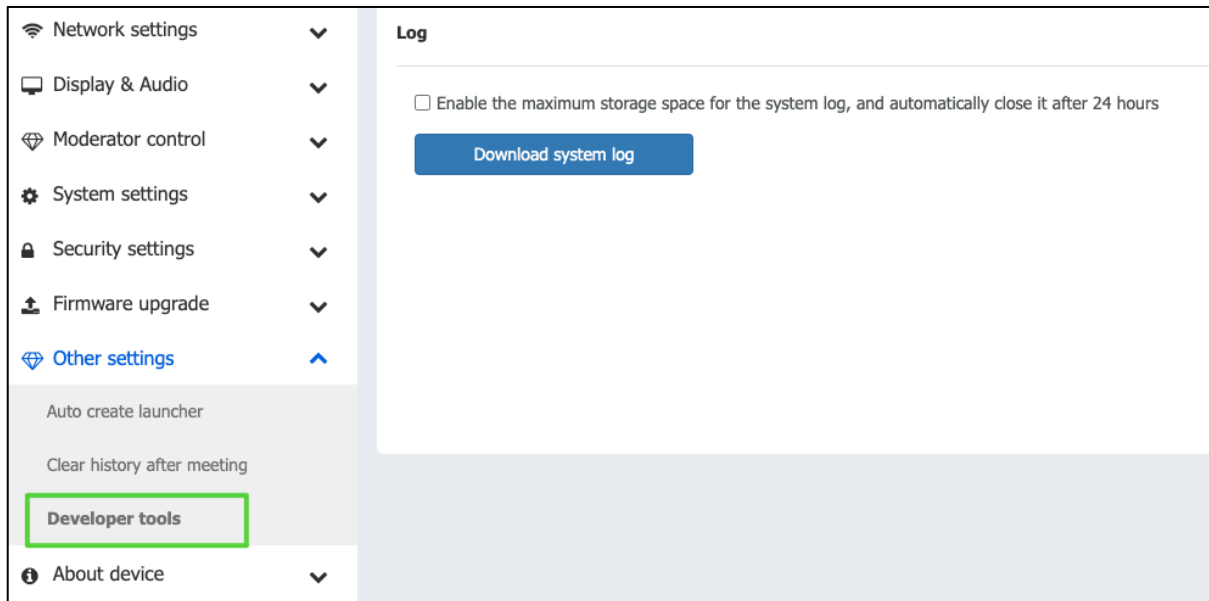 Network settings
Display & Audio
Moderator control
System settings
Security settings
Firmware upgrade
Other settings
Auto create launcher
Clear history after meeting
Developer tools
About device
Log
Enable the maximum storage space for the system log, and automatically close it after 24 hours
Download system log